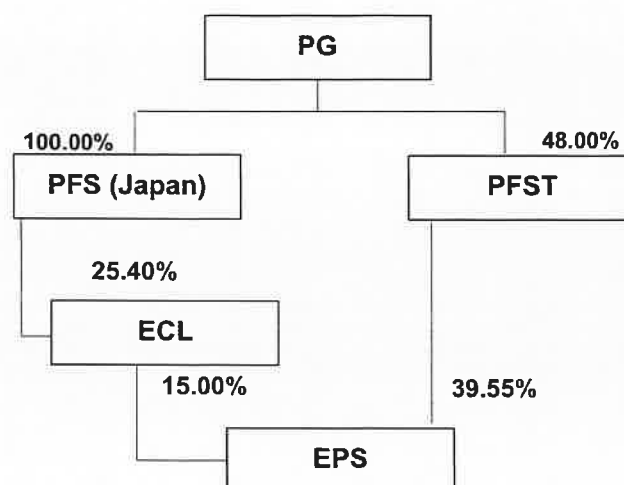 PG
100.00%
48.00%
PFS (Japan)
PFST
25.40%
ECL
15.00%
39.55%
EPS